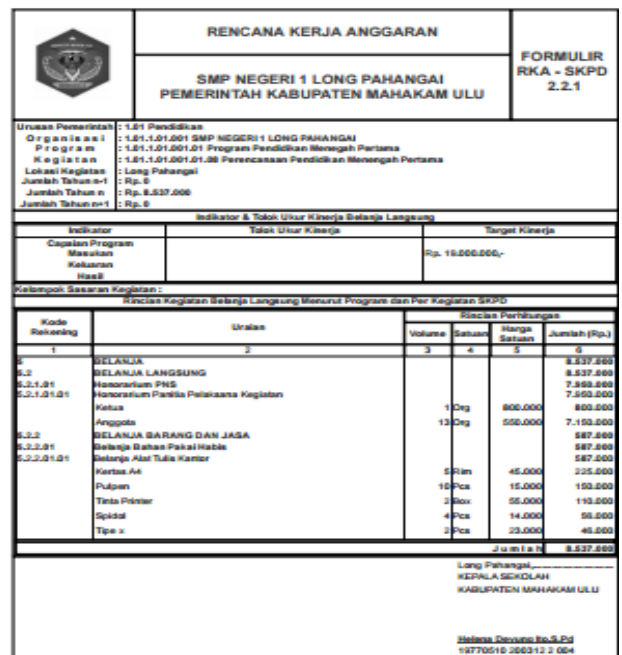 RENCANA KERJA ANGGARAN
FORMULIR
RKA - SKPD
2.2.1
SMP NEGERI 1 LONG PAHANGAI
PEMERINTAH KABUPATEN MAHAKAM ULU
Urusan Pemerintah : 1.01 Pendidikan
Organisasi : 1.01.1.01.001 SMP NEGERI 1 LONG PAHANGAI
Program : 1.01.1.01.001.01 Program Pendidikan Menegah Pertama
Kegiatan : 1.01.1.01.001.01.08 Perencanaan Pendidikan Menengah Pertama
Lokasi Kegiatan : Long Pahangai
Jumlah Tahun n-1 : Rp. 0
Jumlah Tahun n : Rp. 8.537.000
Jumlah Tahun n+1 : Rp. 0
Indikator & Tolok Ukur Kinerja Belanja Langsung
Indikator Tolok Ukur Kinerja Target Kinerja
Capaian Program
Masukan Rp. 19.000.000,-
Keluaran
Hasil
Kelompok Sasaran Kegiatan :
Rincian Kegiatan Belanja Langsung Menurut Program dan Per Kegiatan SKPD
Kode Rekening Uraian Rincian Perhitungan
Volume Satuan Harga Satuan Jumlah (Rp.)
1 2 3 4 5 6
5 BELANJA 8.537.000
5.2 BELANJA LANGSUNG 8.537.000
5.2.1.01 Honorarium PNS 7.950.000
5.2.1.01.01 Honorarium Panitia Pelaksana Kegiatan 7.950.000
Ketua 1 Org 800.000 800.000
Anggota 13 Org 550.000 7.150.000
5.2.2 BELANJA BARANG DAN JASA 587.000
5.2.2.01 Belanja Bahan Pakai Habis 587.000
5.2.2.01.01 Belanja Alat Tulis Kantor 587.000
Kertas A4 5 Rim 45.000 225.000
Pulpen 10 Pcs 15.000 150.000
Tinta Printer 2 Box 55.000 110.000
Spidol 4 Pcs 14.000 56.000
Tipe x 2 Pcs 23.000 46.000
Jumlah 8.537.000
Long Pahangai,
KEPALA SEKOLAH
KABUPATEN MAHAKAM ULU
Helena Devung Ito.S.Pd
19770510 200312 2 004